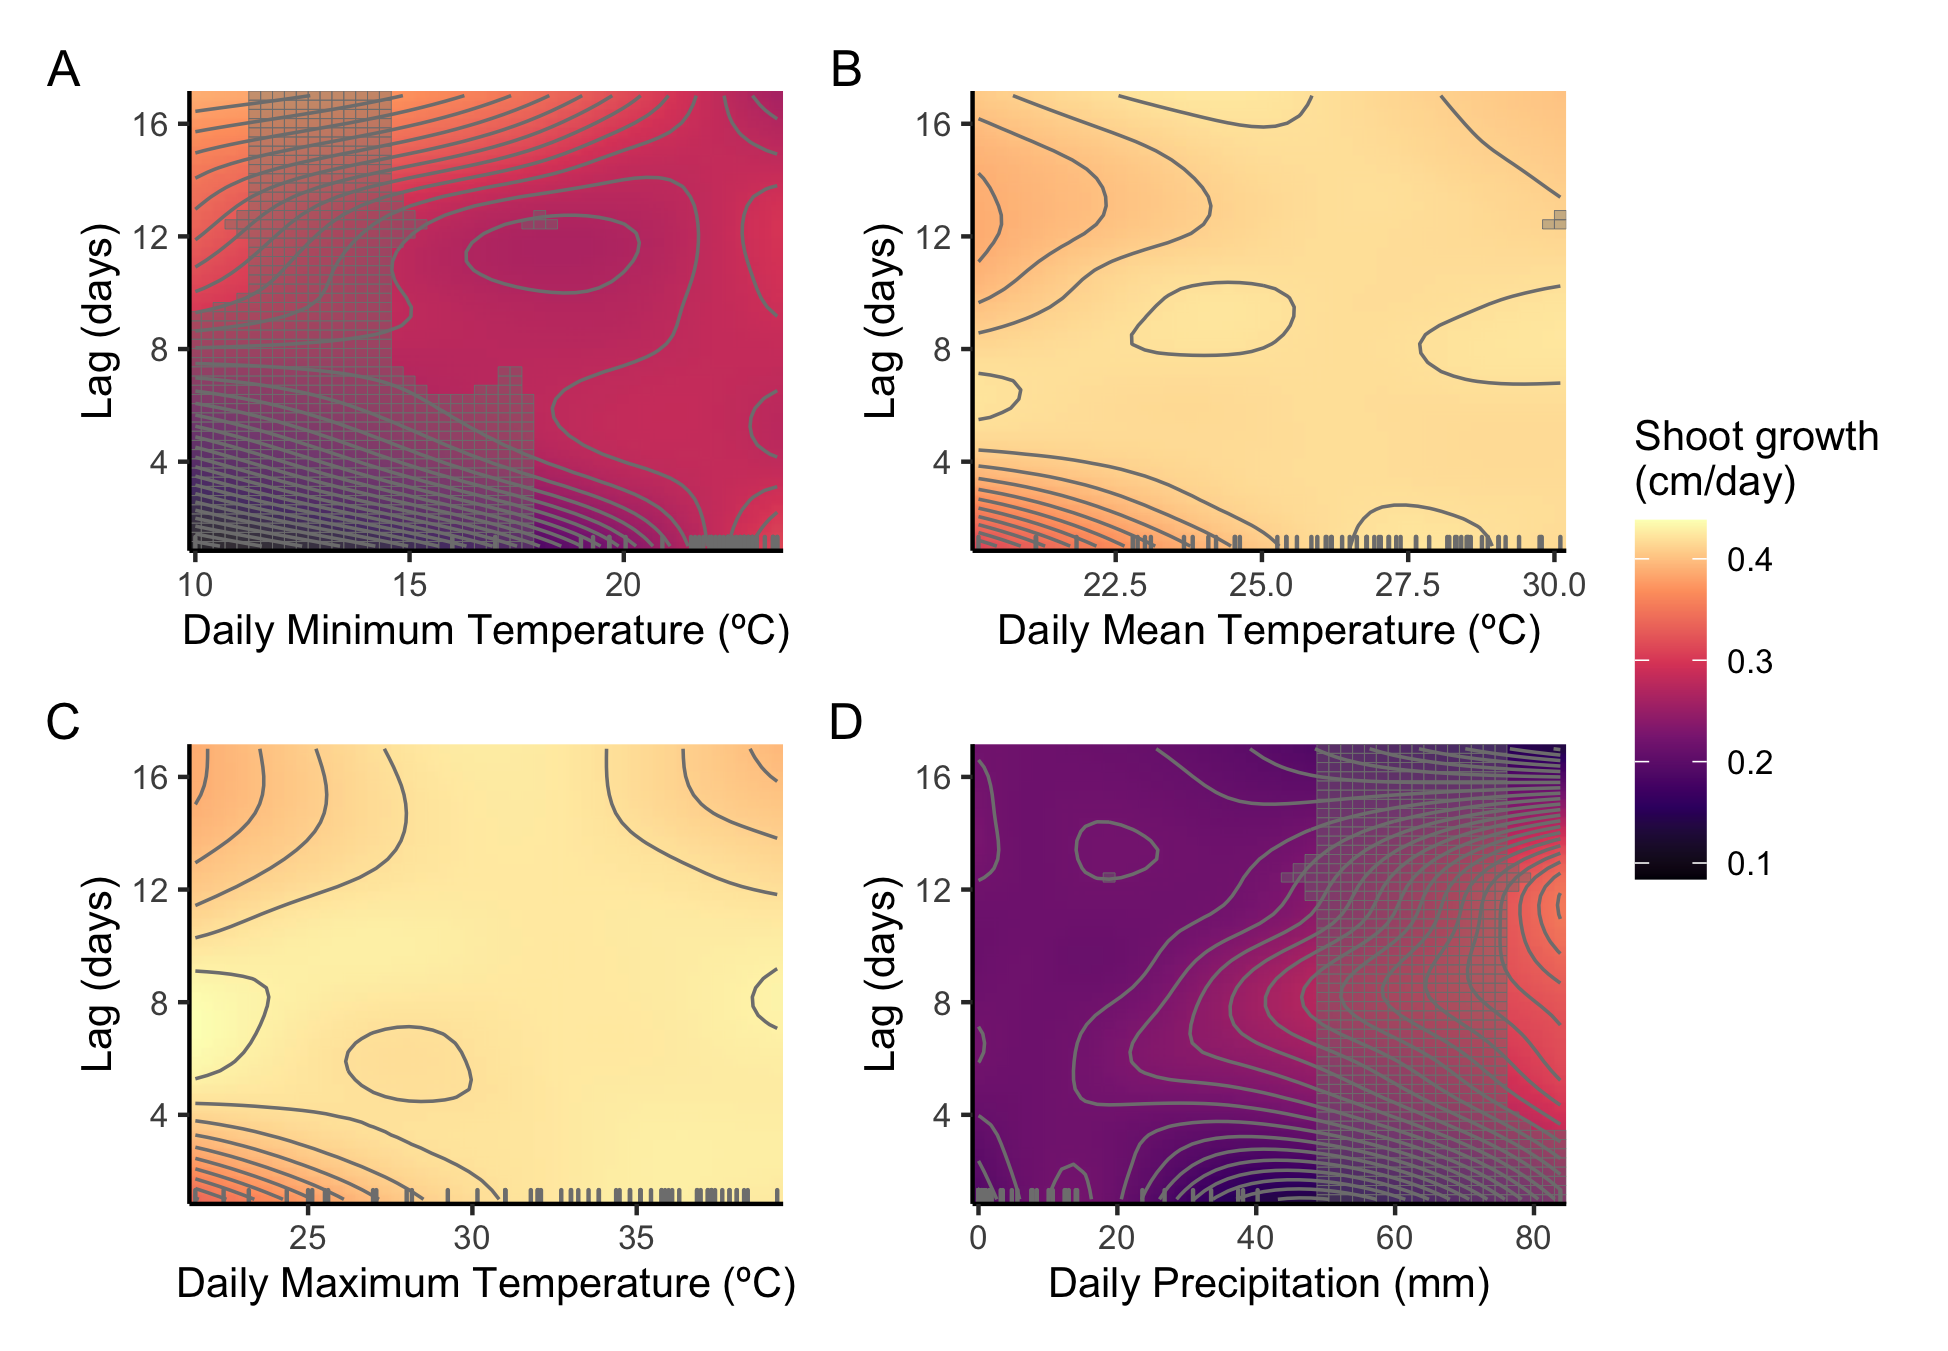 A
B
16
12
8
4
Lag (days)
10
15
20
Daily Minimum Temperature (ºC)
16
12
8
4
Lag (days)
22.5
25.0
27.5
30.0
Daily Mean Temperature (ºC)
Shoot growth
(cm/day)
0.4
0.3
0.2
0.1
C
D
16
12
8
4
Lag (days)
25
30
35
Daily Maximum Temperature (ºC)
16
12
8
4
Lag (days)
0
20
40
60
80
Daily Precipitation (mm)